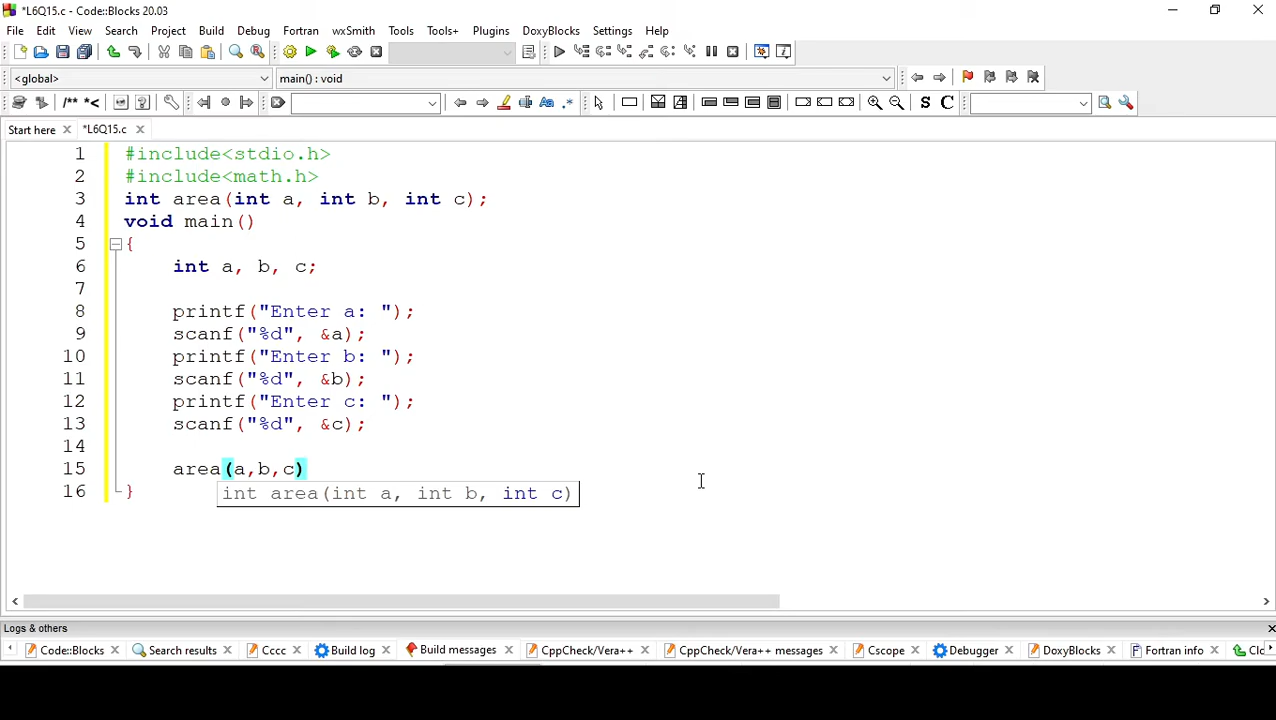 *L6Q15.c - Code::Blocks 20.03
File Edit View Search Project Build Debug Fortran wxSmith Tools Tools+ Plugins DoxyBlocks Settings Help
<global> main() : void
/** *< Aa .* S C
Start here *L6Q15.c
1 #include<stdio.h>
2 #include<math.h>
3 int area(int a, int b, int c);
4 void main()
5 {
6 int a, b, c;
7
8 printf("Enter a: ");
9 scanf("%d", &a);
10 printf("Enter b: ");
11 scanf("%d", &b);
12 printf("Enter c: ");
13 scanf("%d", &c);
14
15 area(a,b,c)
int area(int a, int b, int c)
16 }
Logs & others
Code::Blocks Search results Cccc Build log Build messages CppCheck/Vera++ CppCheck/Vera++ messages Cscope Debugger DoxyBlocks Fortran info Clo